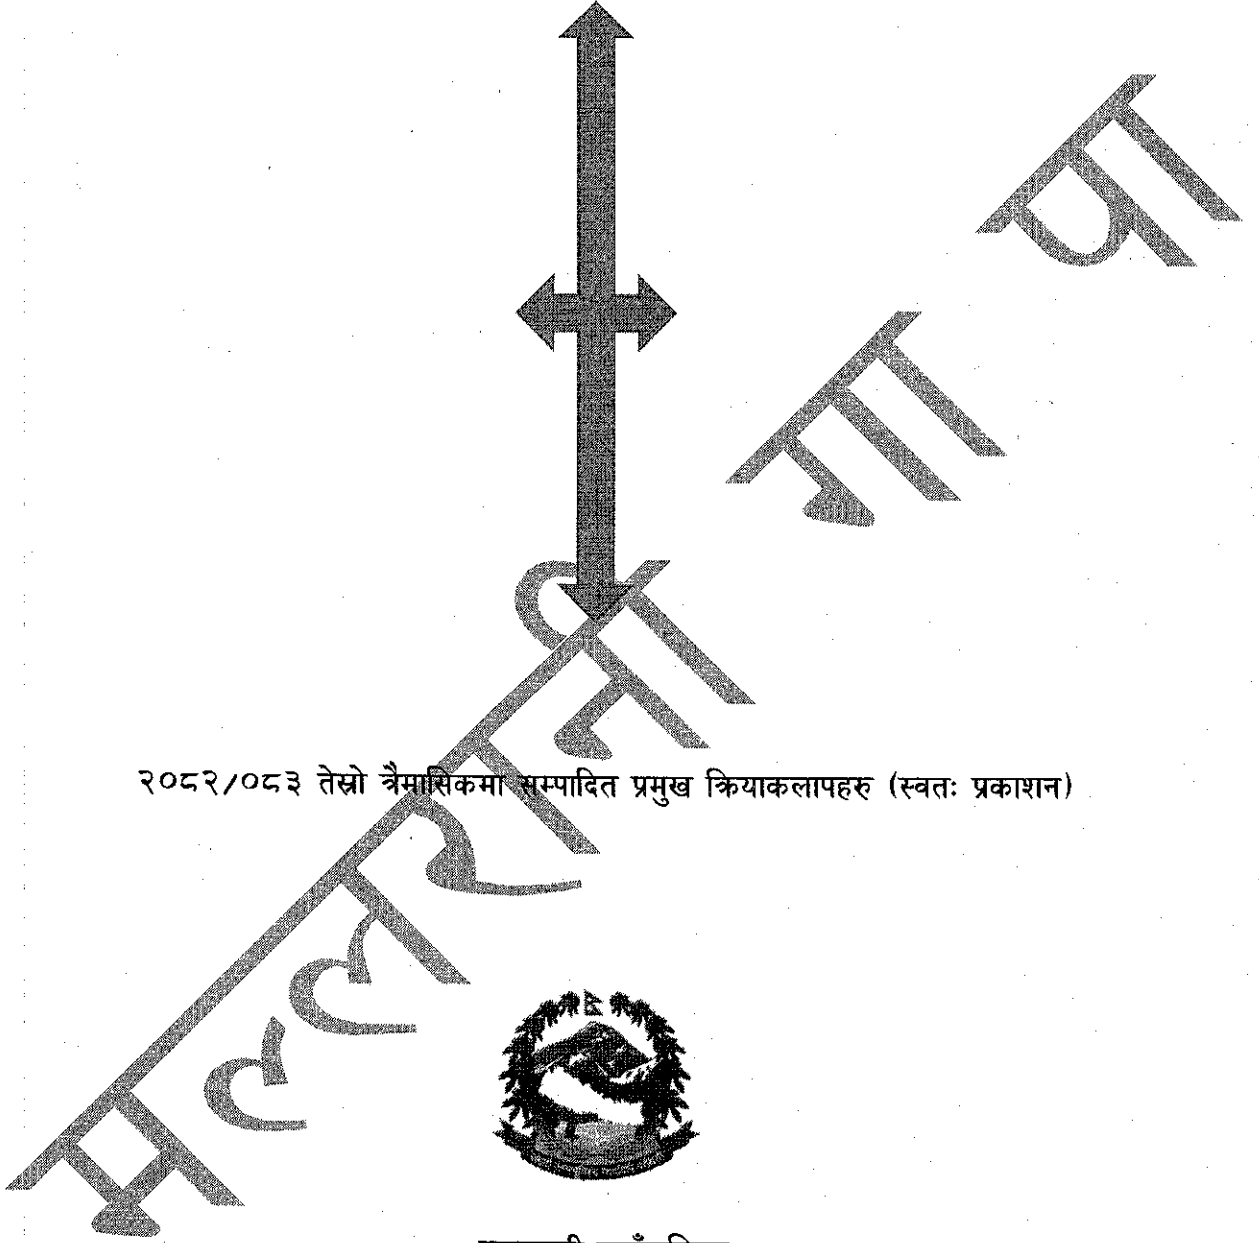 २०८२/०८३ तेस्रो त्रैमासिकमा सम्पादित प्रमुख क्रियाकलापहरु (स्वतः प्रकाशन)
मल्लरानी गा पा